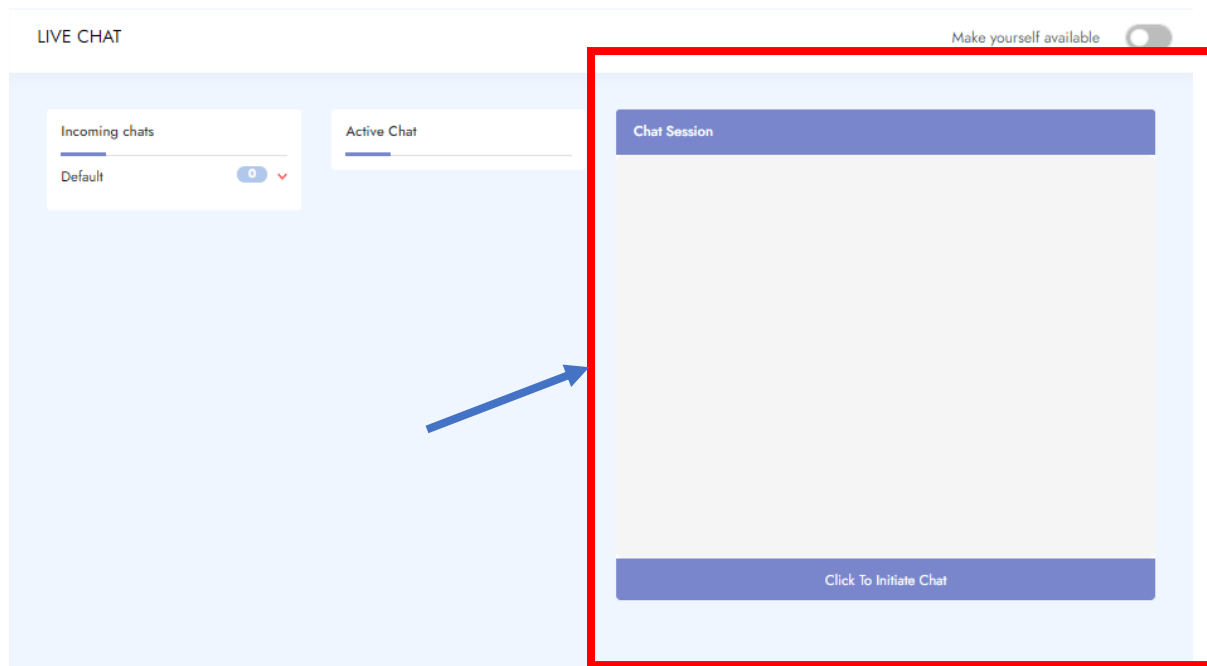 LIVE CHAT
Make yourself available
Incoming chats
Default
0
Active Chat
Chat Session
Click To Initiate Chat